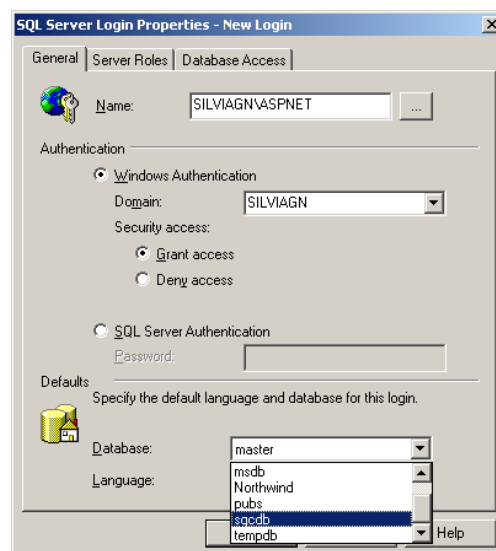 SQL Server Login Properties - New Login
General Server Roles Database Access
Name: SILVIAGN\ASPNET ...
Authentication
Windows Authentication
Domain: SILVIAGN
Security access:
Grant access
Deny access
SQL Server Authentication
Password:
Defaults
Specify the default language and database for this login.
Database: master
msdb
Language:
Northwind
pubs
sgcdb
tempdb
Help